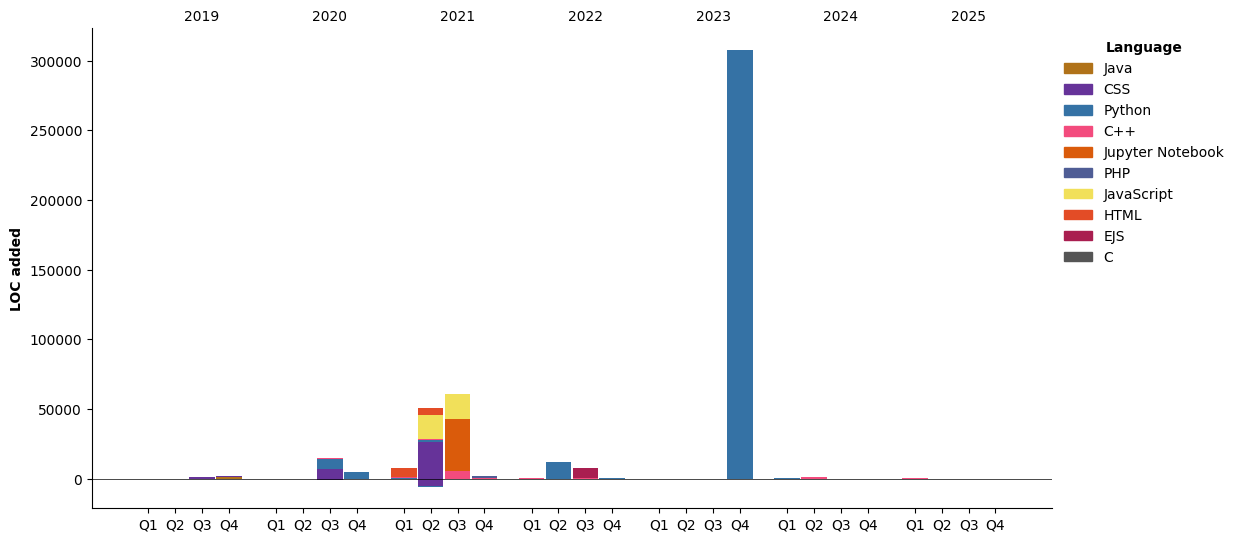 2019 2020 2021 2022 2023 2024 2025
LOC added
300000
250000
200000
150000
100000
50000
0
Q1 Q2 Q3 Q4 Q1 Q2 Q3 Q4 Q1 Q2 Q3 Q4 Q1 Q2 Q3 Q4 Q1 Q2 Q3 Q4 Q1 Q2 Q3 Q4 Q1 Q2 Q3 Q4
Language
Java
CSS
Python
C++
Jupyter Notebook
PHP
JavaScript
HTML
EJS
C